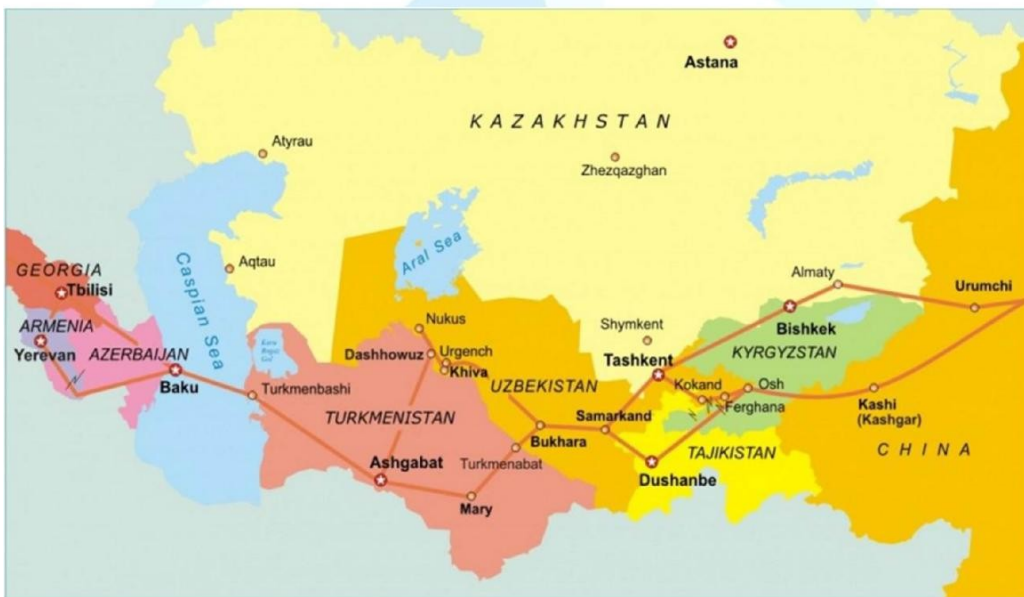 Astana
KAZAKHSTAN
Atyrau
Zhezqazghan
Aral Sea
Caspian Sea
Aqtau
GEORGIA
Tbilisi
Almaty
Urumchi
ARMENIA
Yerevan
AZERBAIJAN
Baku
Nukus
Shymkent
Bishkek
Dashhowuz
Urgench
Khiva
KYRGYZSTAN
Tashkent
Turkmenbashi
UZBEKISTAN
Kokand
Osh
Ferghana
Kashi
(Kashgar)
TURKMENISTAN
Samarkand
Bukhara
CHINA
Ashgabat
Turkmenabat
TAJIKISTAN
Dushanbe
Mary